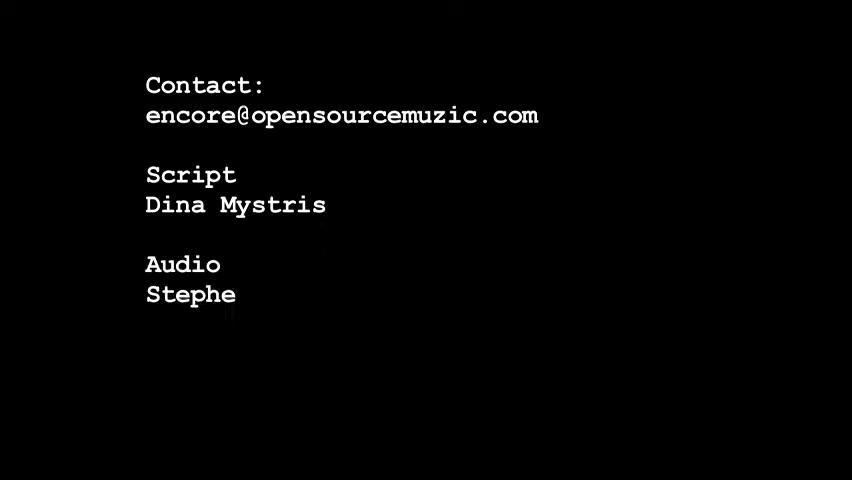 Contact:
encore@opensourcemuzic.com
Script
Dina Mystris
Audio
Stephe